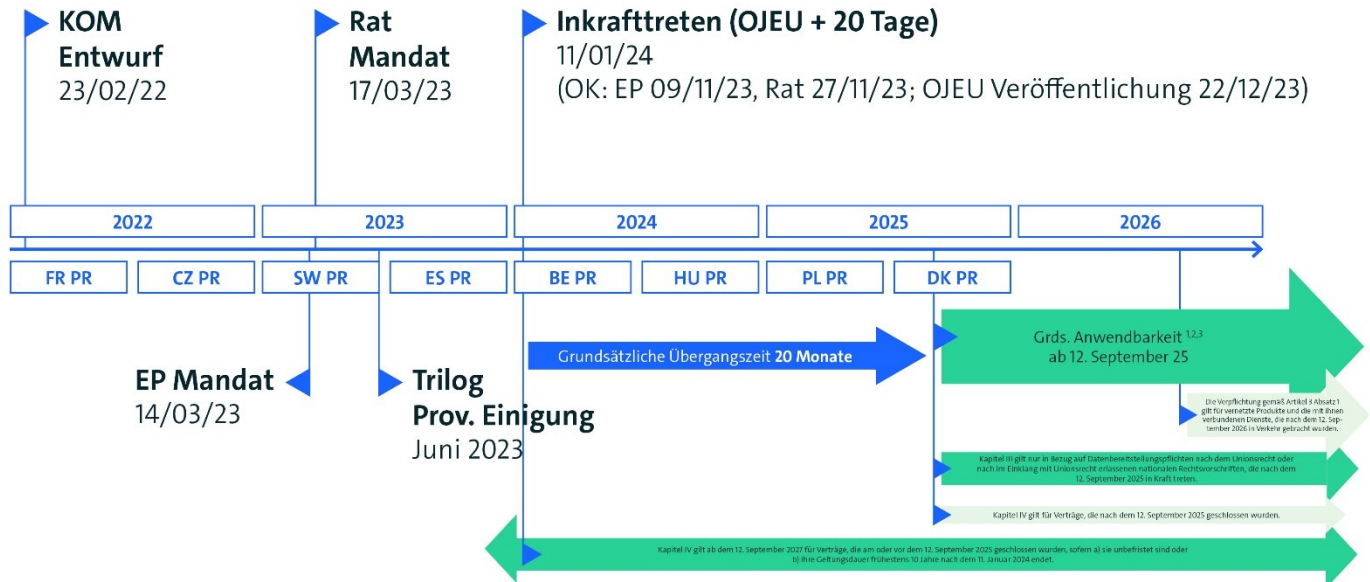 KOM
Entwurf
23/02/22
Rat
Mandat
17/03/23
Inkrafttreten (OJEU + 20 Tage)
11/01/24
(OK: EP 09/11/23, Rat 27/11/23; OJEU Veröffentlichung 22/12/23)
2022
2023
2024
2025
2026
FR PR
CZ PR
SW PR
ES PR
BE PR
HU PR
PL PR
DK PR
EP Mandat
14/03/23
Trilog
Prov. Einigung
Juni 2023
Grundsätzliche Übergangszeit 20 Monate
Grds. Anwendbarkeit 1,2,3
ab 12. September 25
Die Verpflichtung gemäß Artikel 3 Absatz 1
gilt für vernetzte Produkte und die mit ihnen
verbundenen Dienste, die nach dem 12. Sep-
tember 2026 in Verkehr gebracht wurden.
Kapitel III gilt nur in Bezug auf Datenbereitstellungspflichten nach dem Unionsrecht oder
nach im Einklang mit Unionsrecht erlassenen nationalen Rechtsvorschriften, die nach dem
12. September 2025 in Kraft treten.
Kapitel IV gilt für Verträge, die nach dem 12. September 2025 geschlossen wurden.
Kapitel IV gilt ab dem 12. September 2027 für Verträge, die am oder vor dem 12. September 2025 geschlossen wurden, sofern a) sie unbefristet sind oder
b) ihre Geltungsdauer frühestens 10 Jahre nach dem 11. Januar 2024 endet.